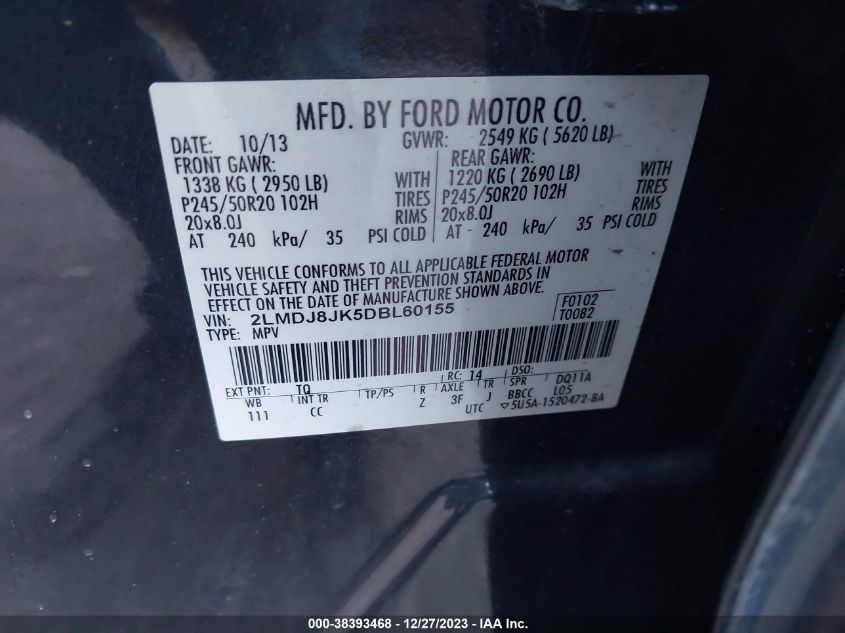 MFD. BY FORD MOTOR CO.
DATE: 10/13 GVWR: 2549 KG ( 5620 LB)
FRONT GAWR: REAR GAWR:
1338 KG ( 2950 LB) WITH 1220 KG ( 2690 LB) WITH
P245/50R20 102H TIRES P245/50R20 102H TIRES
20x8.0J RIMS 20x8.0J RIMS
AT 240 kPa/ 35 PSI COLD AT 240 kPa/ 35 PSI COLD
THIS VEHICLE CONFORMS TO ALL APPLICABLE FEDERAL MOTOR
VEHICLE SAFETY AND THEFT PREVENTION STANDARDS IN
EFFECT ON THE DATE OF MANUFACTURE SHOWN ABOVE.
VIN: 2LMDJ8JK5DBL60155 F0102
TYPE: MPV T0082
EXT PNT: TQ RC: 14 DSO:
WB INT TR TP/PS R AXLE TR SPR DQ11A
111 CC Z 3F J BBCC L05
UTC 5U5A-1520472-BA
000-38393468 - 12/27/2023 - IAA Inc.